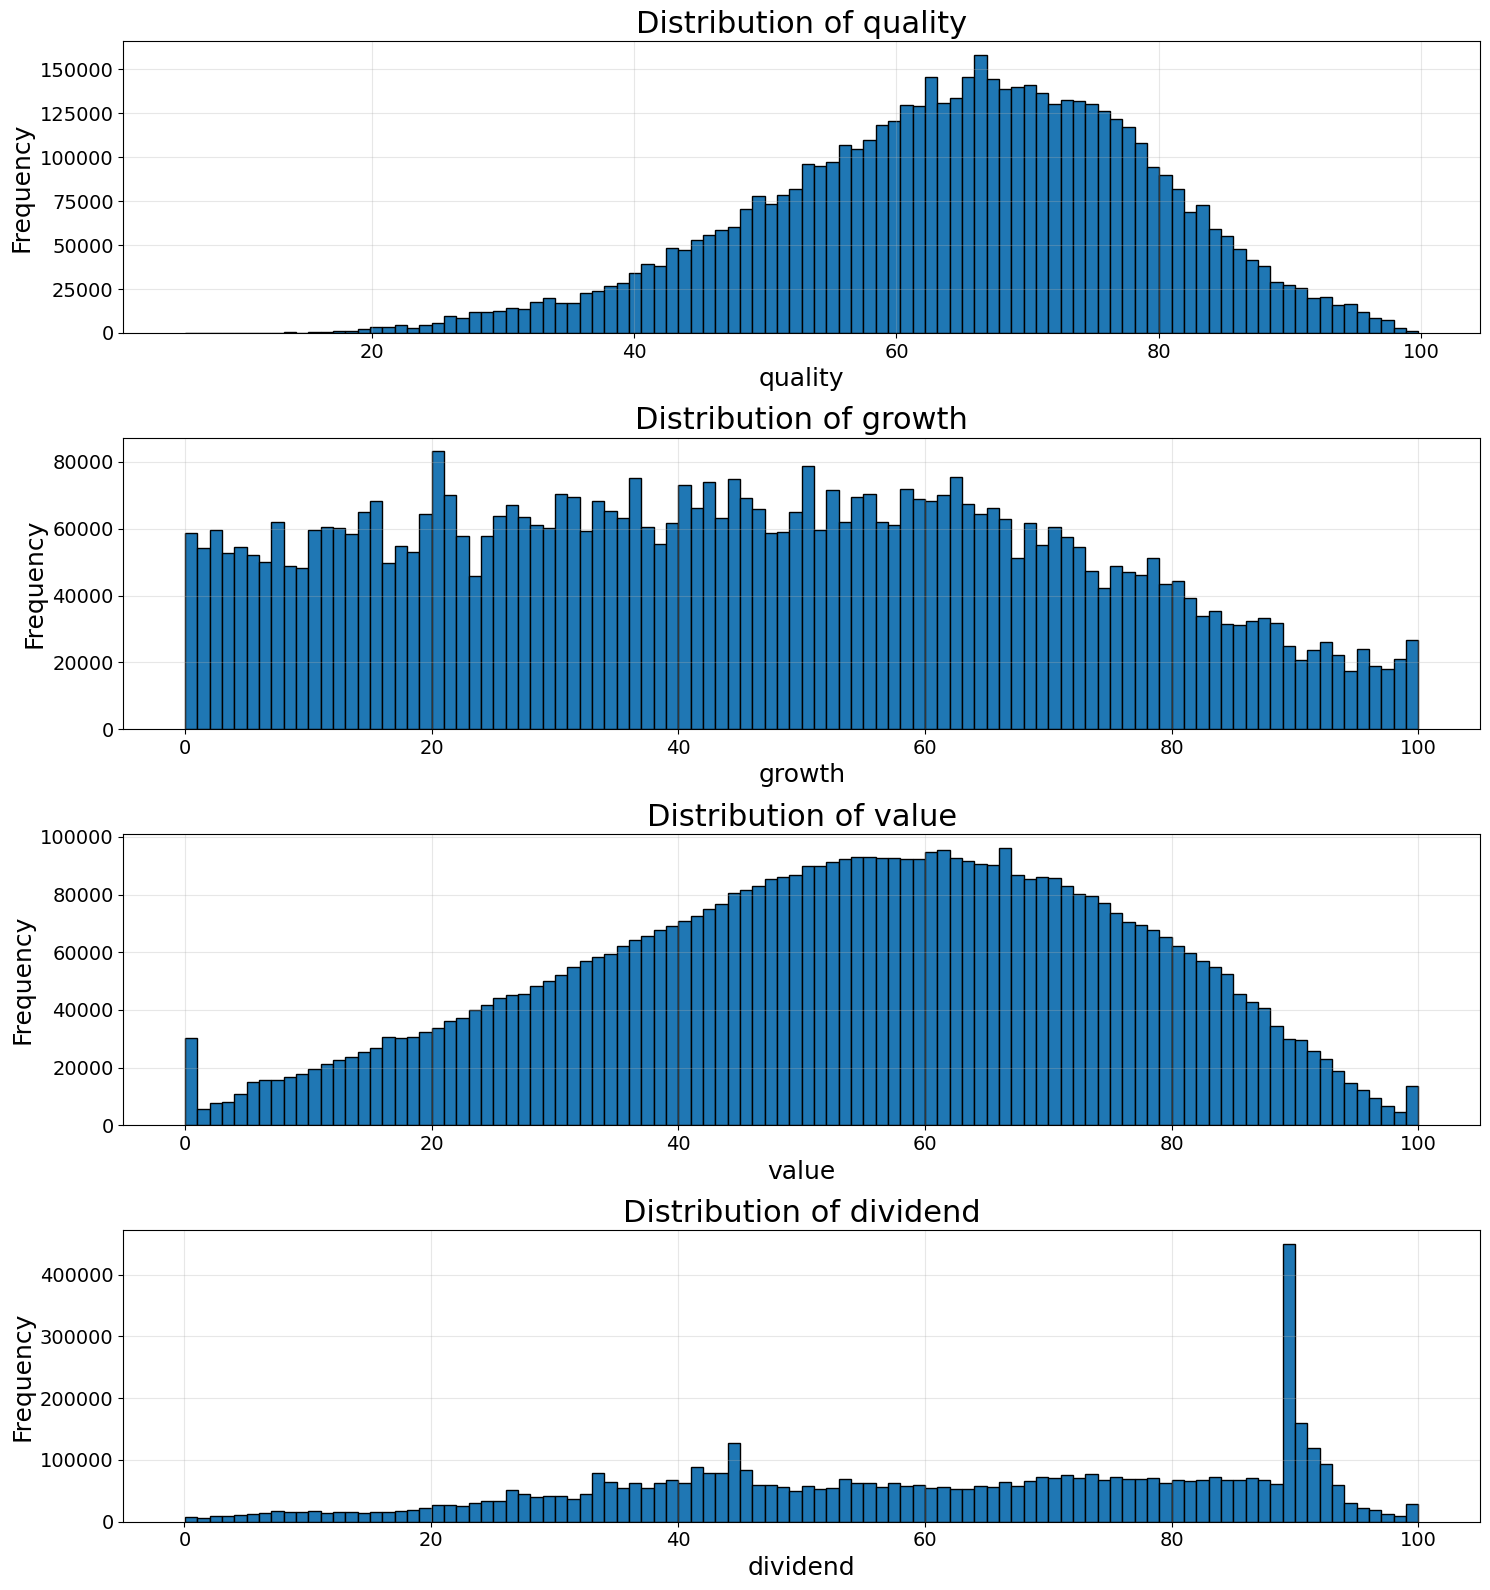 Distribution of quality
Frequency
150000
125000
100000
75000
50000
25000
0
20 40 60 80 100
quality
Distribution of growth
Frequency
80000
60000
40000
20000
0
0 20 40 60 80 100
growth
Distribution of value
Frequency
100000
80000
60000
40000
20000
0
0 20 40 60 80 100
value
Distribution of dividend
Frequency
400000
300000
200000
100000
0
0 20 40 60 80 100
dividend